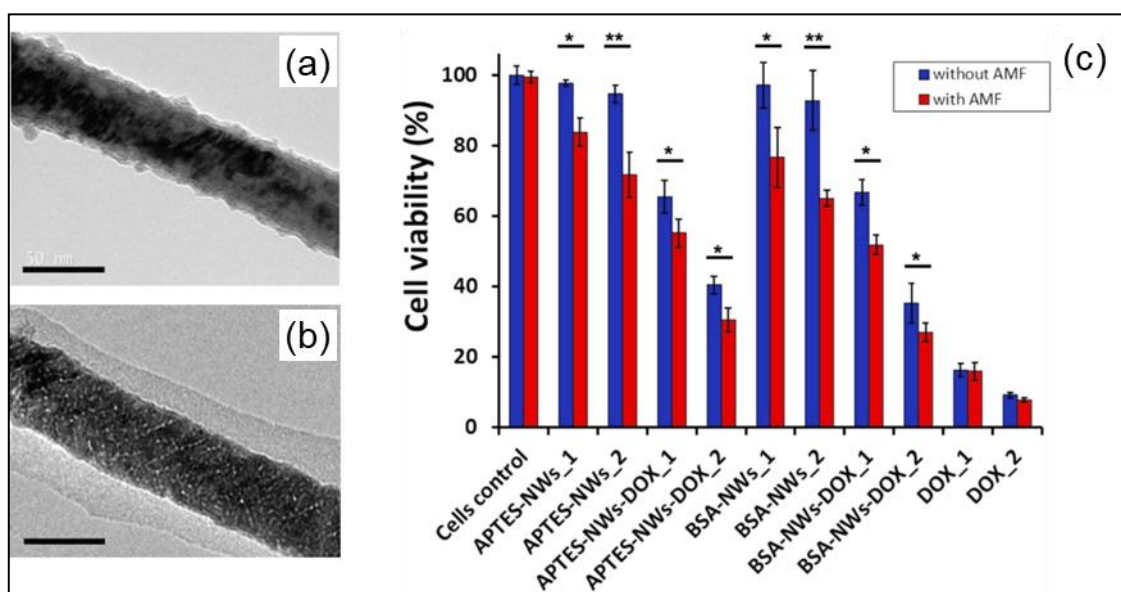 (a)
50 nm
(b)
(c)
Cell viability (%)
100
80
60
40
20
0
without AMF
with AMF
*
**
*
*
*
**
*
*
Cells control
APTES-NWs_1
APTES-NWs_2
APTES-NWs-DOX_1
APTES-NWs-DOX_2
BSA-NWs_1
BSA-NWs_2
BSA-NWs-DOX_1
BSA-NWs-DOX_2
DOX_1
DOX_2